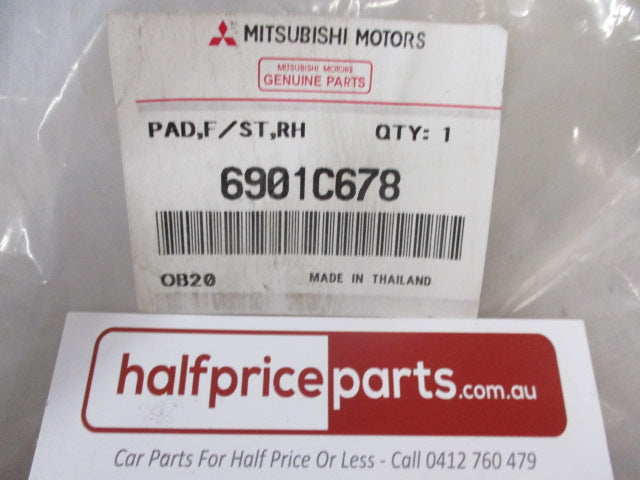 MITSUBISHI MOTORS
MITSUBISHI MOTORS
GENUINE PARTS
PAD,F/ST,RH QTY: 1
6901C678
OB20 MADE IN THAILAND
halfpriceparts.com.au
Car Parts For Half Price Or Less - Call 0412 760 479